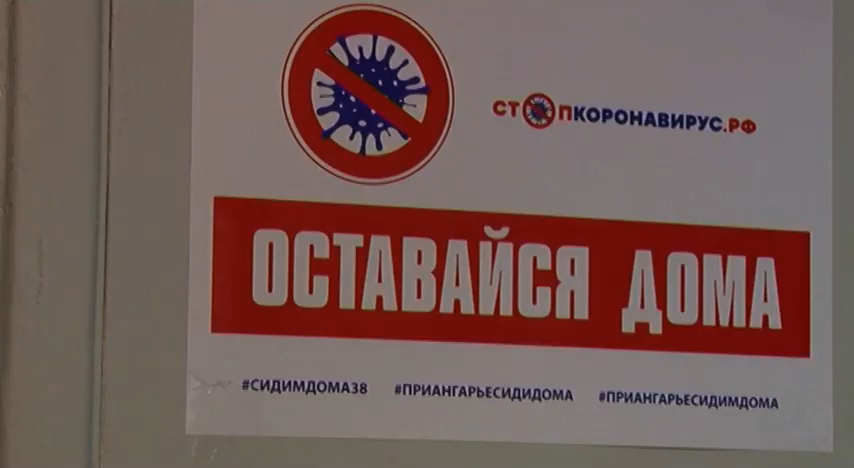 СТОПКОРОНАВИРУС.РФ
ОСТАВАЙСЯ ДОМА
#СИДИМДОМА38 #ПРИАНГАРЬЕСИДИДОМА #ПРИАНГАРЬЕСИДИМДОМА